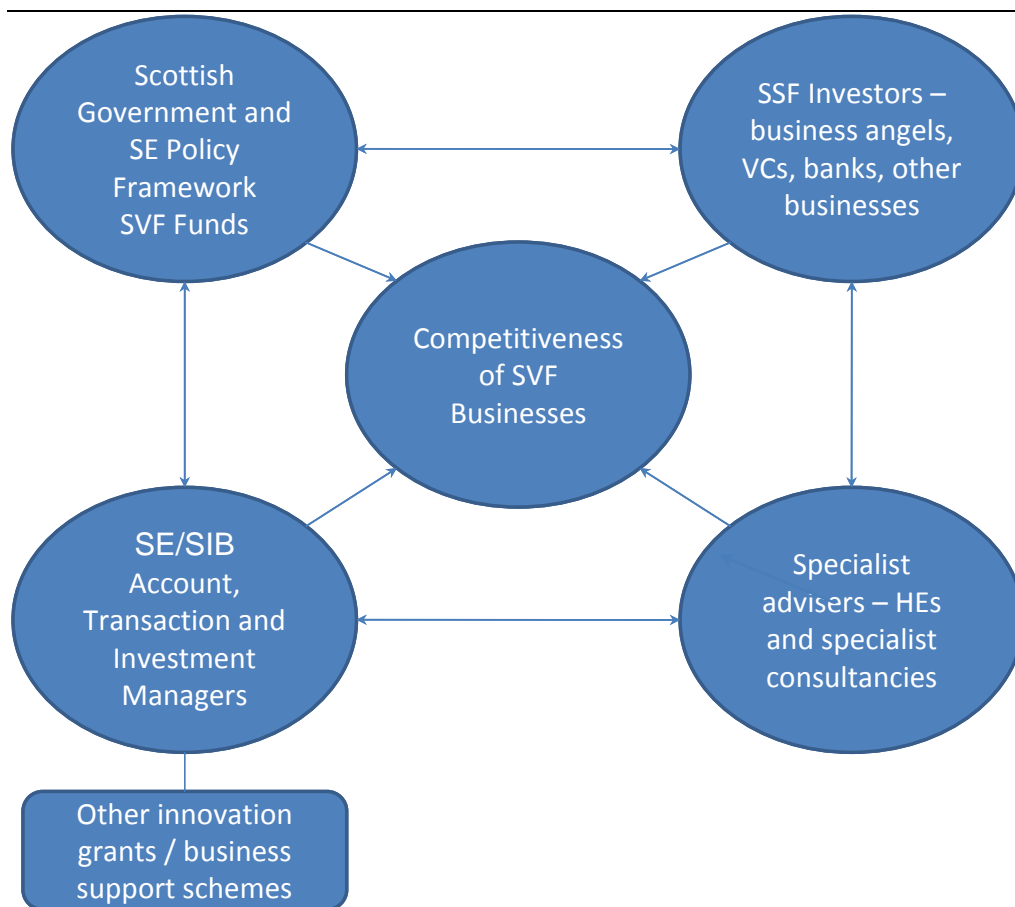 Scottish
Government and
SE Policy
Framework
SVF Funds
SSF Investors –
business angels,
VCs, banks, other
businesses
Competitiveness
of SVF
Businesses
SE/SIB
Account,
Transaction and
Investment
Managers
Specialist
advisers – HEs
and specialist
consultancies
Other innovation
grants / business
support schemes